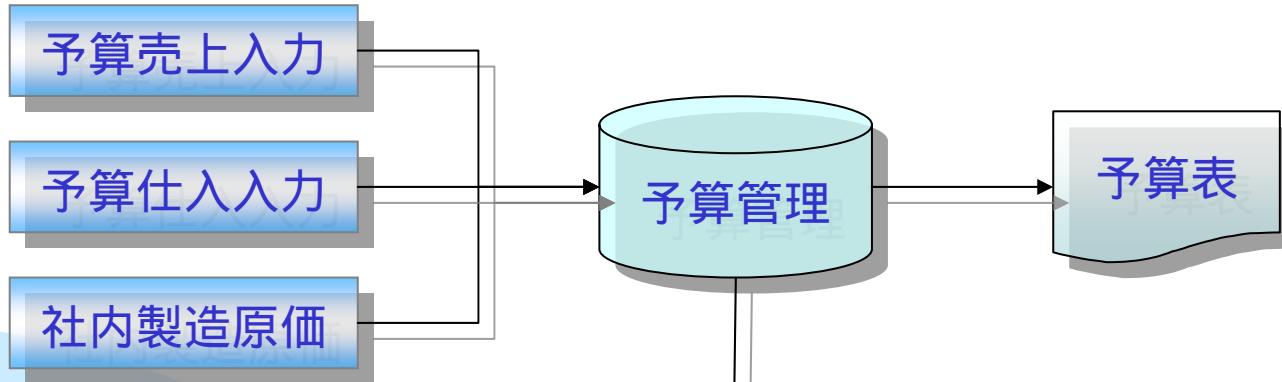 予算売上入力
予算仕入入力
予算管理
予算表
社内製造原価